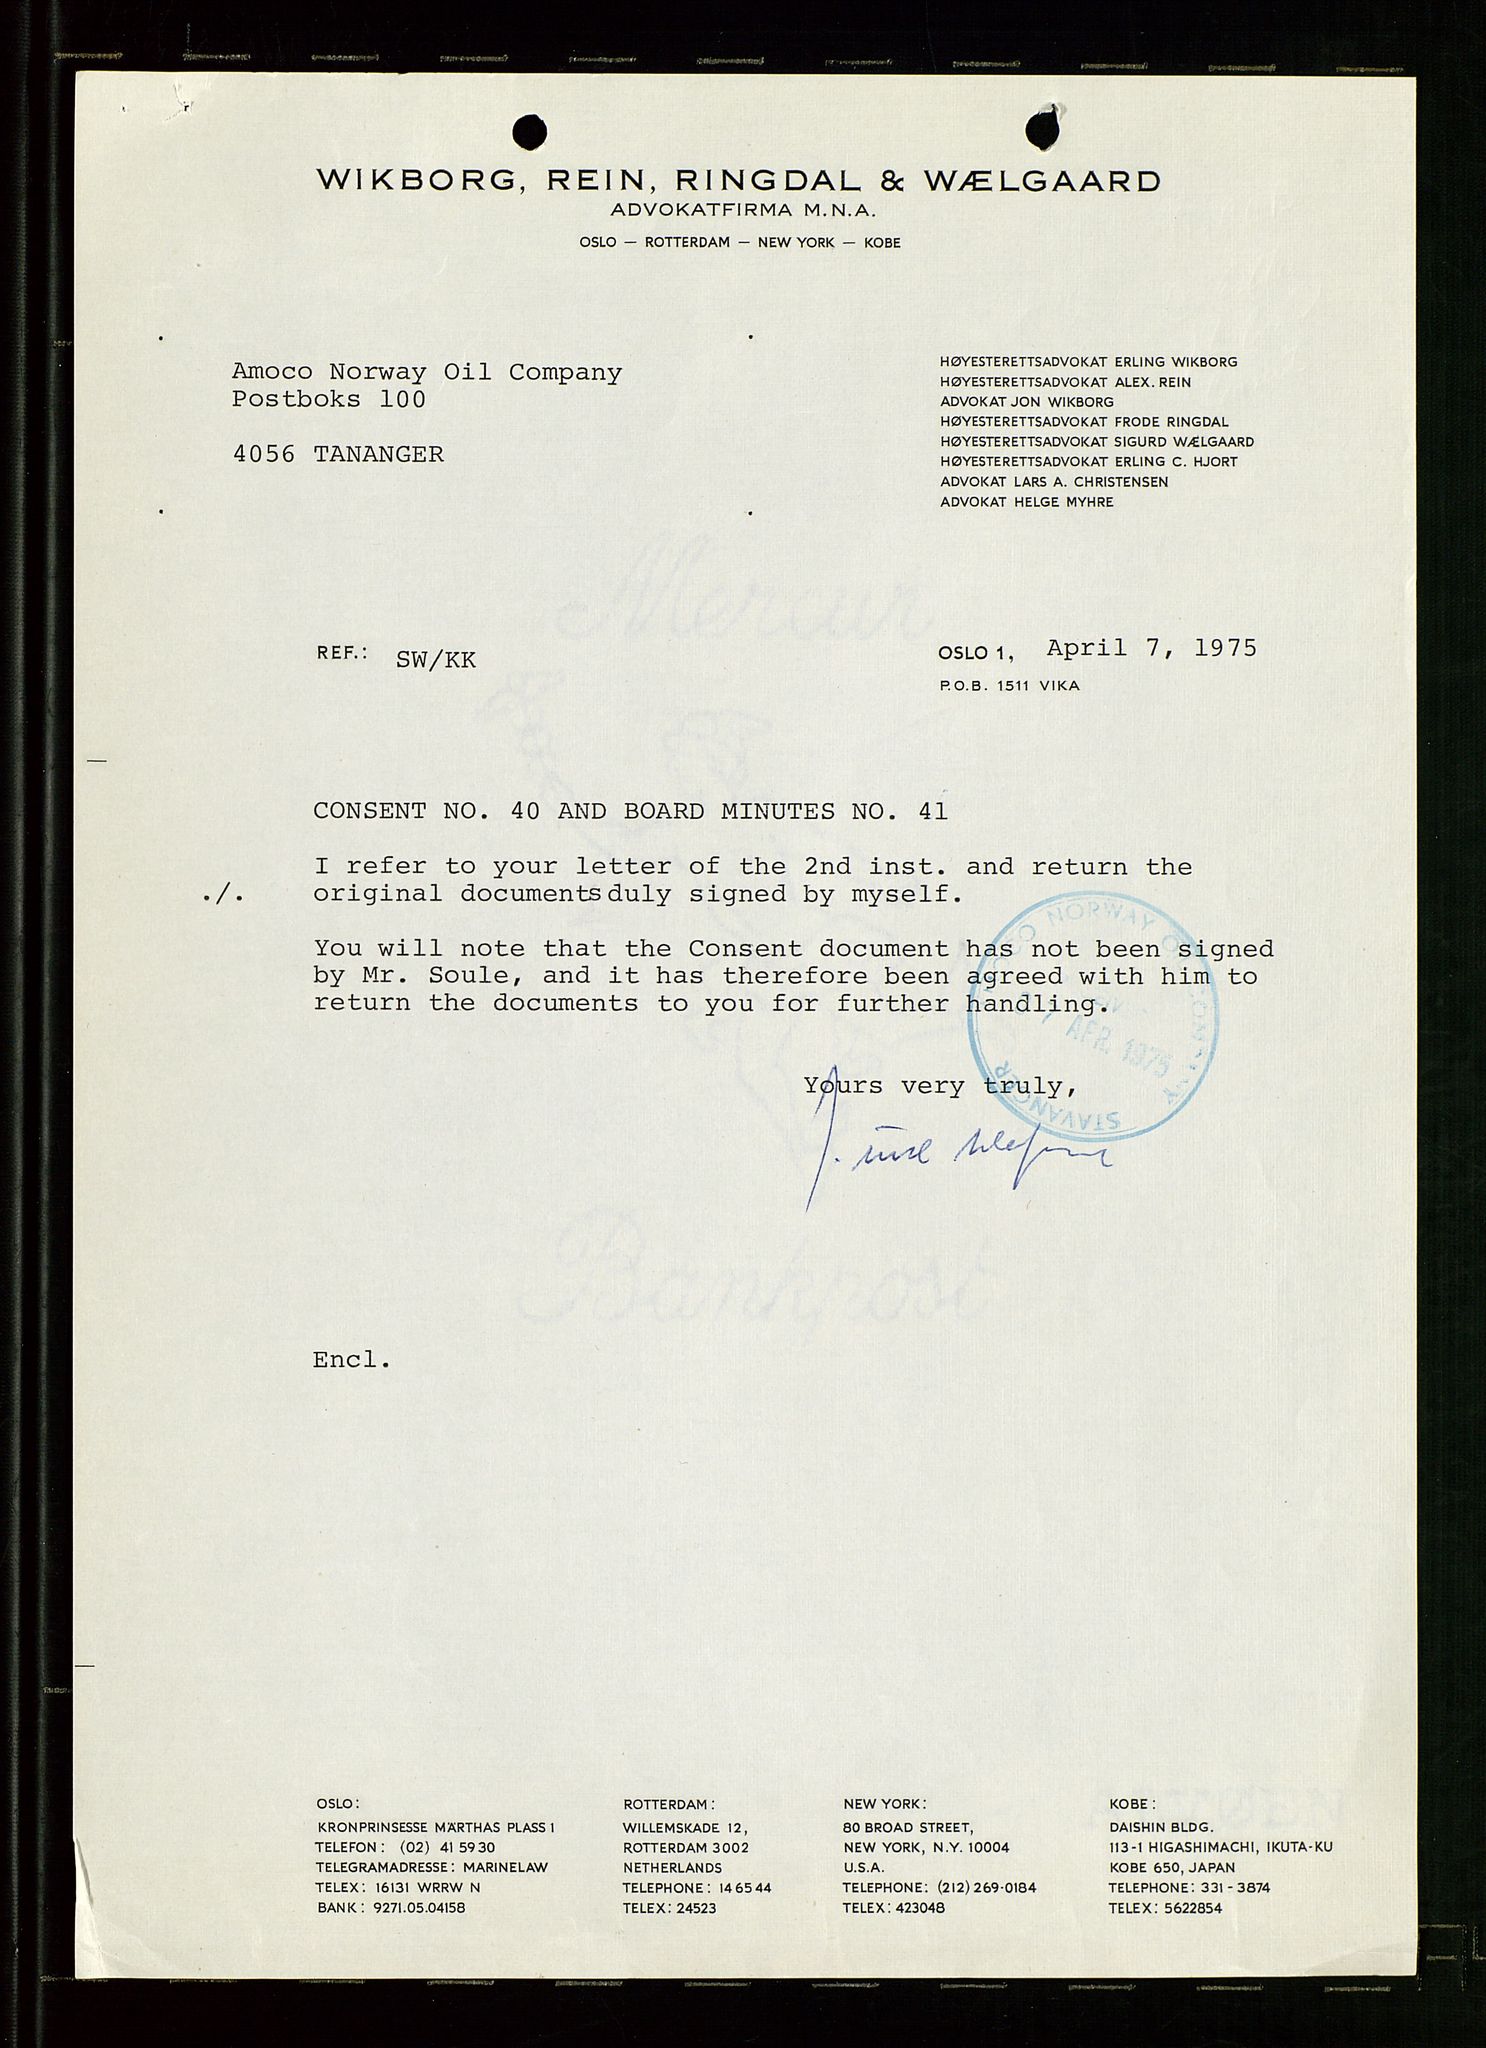 WIKBORG, REIN, RINGDAL & WÆLGAARD
ADVOKATFIRMA M.N.A.
OSLO — ROTTERDAM — NEW YORK — KOBE
Amoco Norway Oil Company
Postboks 100
4056 TANANGER
HØYESTERETTSADVOKAT ERLING WIKBORG
HØYESTERETTSADVOKAT ALEX. REIN
ADVOKAT JON WIKBORG
HØYESTERETTSADVOKAT FRODE RINGDAL
HØYESTERETTSADVOKAT SIGURD WÆLGAARD
HØYESTERETTSADVOKAT ERLING C. HJORT
ADVOKAT LARS A. CHRISTENSEN
ADVOKAT HELGE MYHRE
Mercur
REF.: SW/KK
OSLO 1, April 7, 1975
P.O.B. 1511 VIKA
CONSENT NO. 40 AND BOARD MINUTES NO. 41
I refer to your letter of the 2nd inst. and return the
./. original documents duly signed by myself.
You will note that the Consent document has not been signed
by Mr. Soule, and it has therefore been agreed with him to
return the documents to you for further handling.
NORWAY
APR. 1975
STAVANGER
Yours very truly,
Bankpost
Encl.
OSLO:
KRONPRINSESSE MÄRTHAS PLASS 1
TELEFON: (02) 41 59 30
TELEGRAMADRESSE: MARINELAW
TELEX: 16131 WRRW N
BANK: 9271.05.04158
ROTTERDAM:
WILLEMSKADE 12,
ROTTERDAM 3002
NETHERLANDS
TELEPHONE: 14 65 44
TELEX: 24523
NEW YORK:
80 BROAD STREET,
NEW YORK, N.Y. 10004
U.S.A.
TELEPHONE: (212) 269-0184
TELEX: 423048
KOBE:
DAISHIN BLDG.
113-1 HIGASHIMACHI, IKUTA-KU
KOBE 650, JAPAN
TELEPHONE: 331-3874
TELEX: 5622854